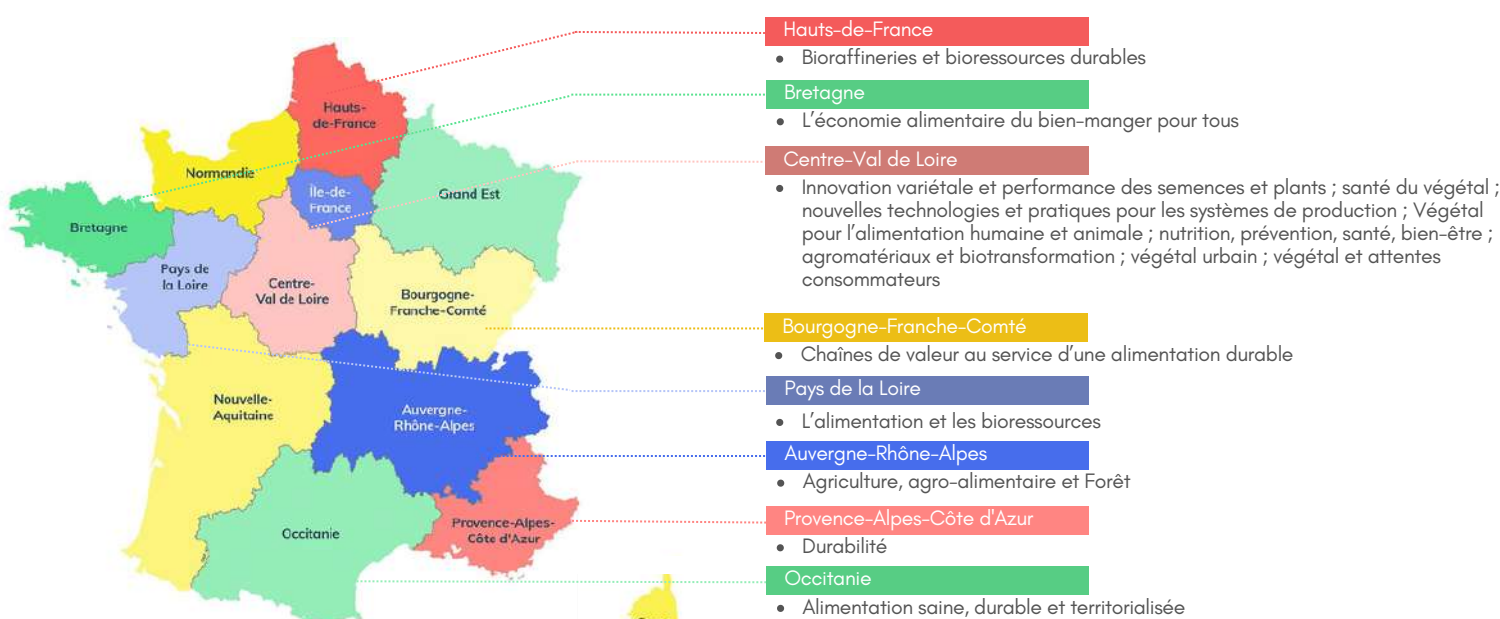 Hauts-
de-France
Normandie
Île-de-
France
Grand Est
Bretagne
Pays de
la Loire
Centre-
Val de Loire
Bourgogne-
Franche-Comté
Nouvelle-
Aquitaine
Auvergne-
Rhône-Alpes
Occitanie
Provence-Alpes-
Côte d'Azur
Hauts-de-France
• Bioraffineries et bioressources durables
Bretagne
• L'économie alimentaire du bien-manger pour tous
Centre-Val de Loire
• Innovation variétale et performance des semences et plants ; santé du végétal ;
nouvelles technologies et pratiques pour les systèmes de production ; Végétal
pour l'alimentation humaine et animale ; nutrition, prévention, santé, bien-être ;
agromatériaux et biotransformation ; végétal urbain ; végétal et attentes
consommateurs
Bourgogne-Franche-Comté
• Chaînes de valeur au service d'une alimentation durable
Pays de la Loire
• L'alimentation et les bioressources
Auvergne-Rhône-Alpes
• Agriculture, agro-alimentaire et Forêt
Provence-Alpes-Côte d'Azur
• Durabilité
Occitanie
• Alimentation saine, durable et territorialisée